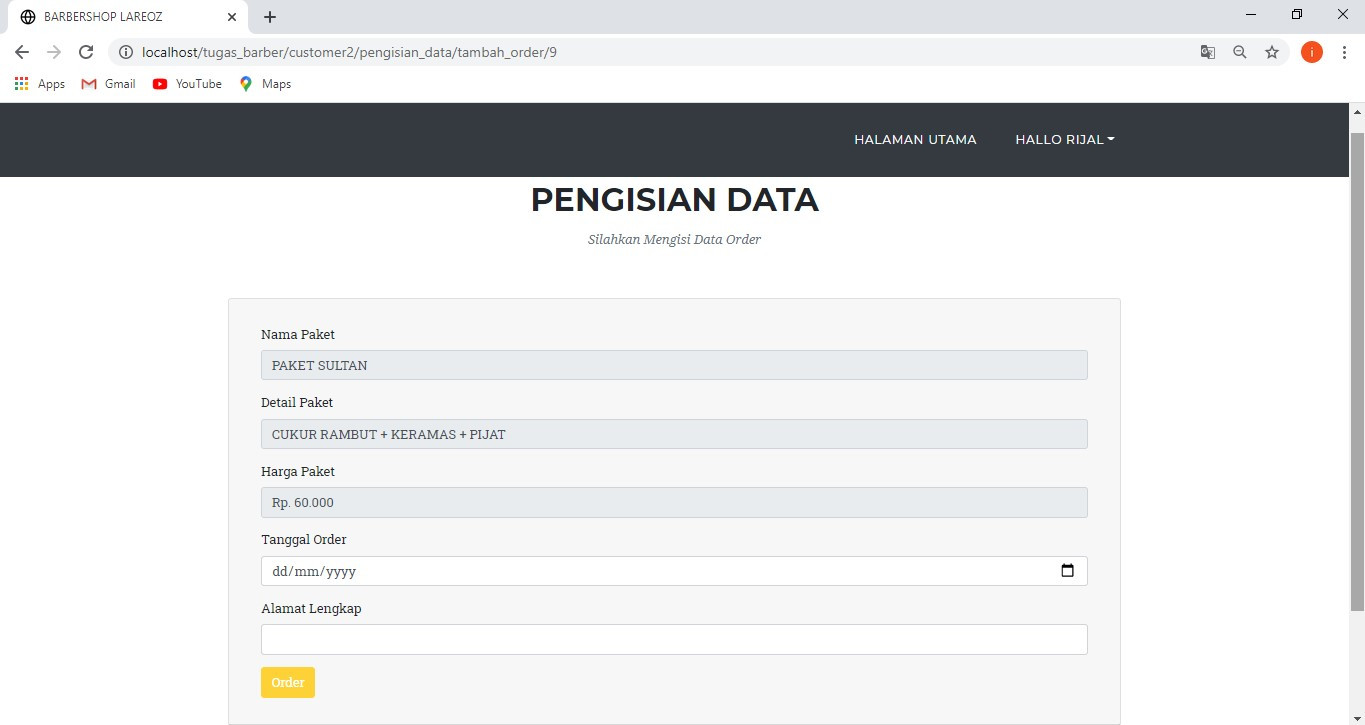 BARBERSHOP LAREOZ
localhost/tugas_barber/customer2/pengisian_data/tambah_order/9
i
Apps Gmail YouTube Maps
HALAMAN UTAMA HALLO RIJAL
PENGISIAN DATA
Silahkan Mengisi Data Order
Nama Paket
PAKET SULTAN
Detail Paket
CUKUR RAMBUT + KERAMAS + PIJAT
Harga Paket
Rp. 60.000
Tanggal Order
dd/mm/yyyy
Alamat Lengkap
Order